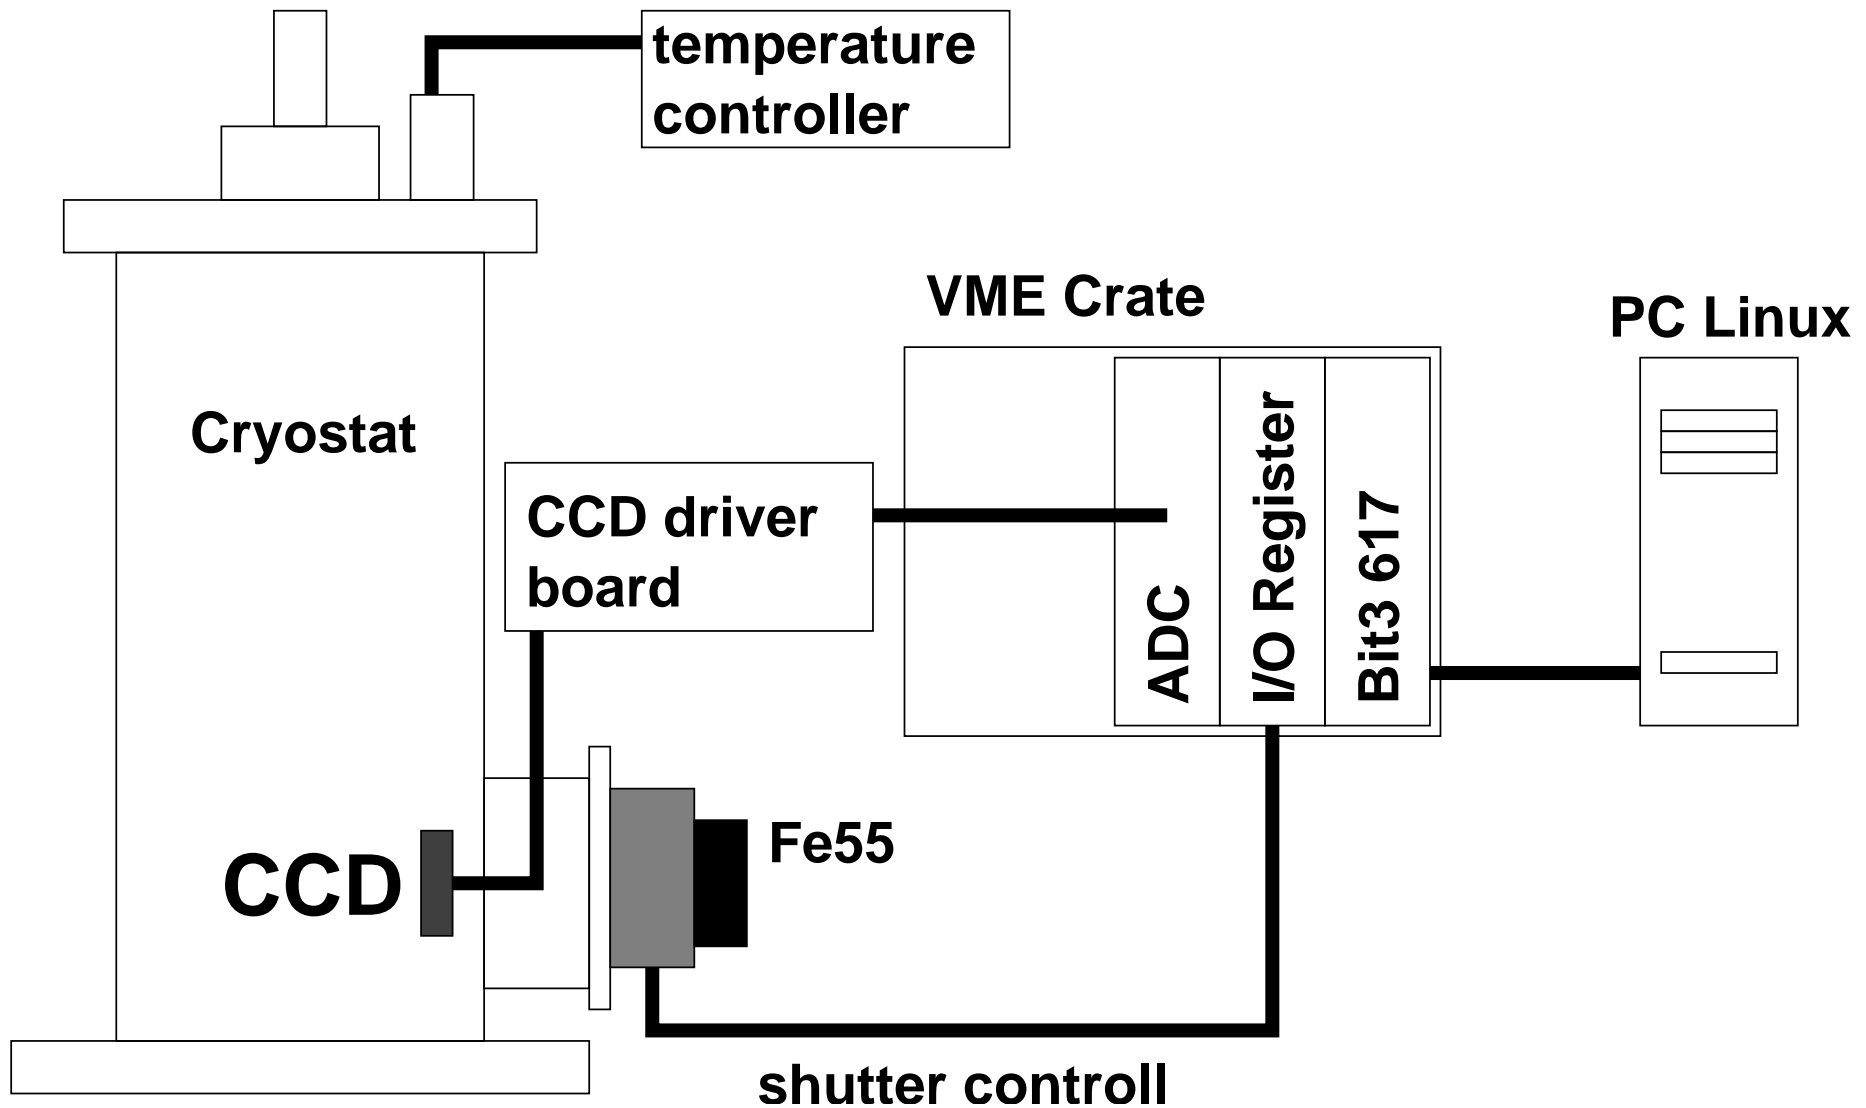 temperature
controller
VME Crate
PC Linux
Cryostat
CCD driver
board
ADC
I/O Register
Bit3 617
CCD
Fe55
shutter controll